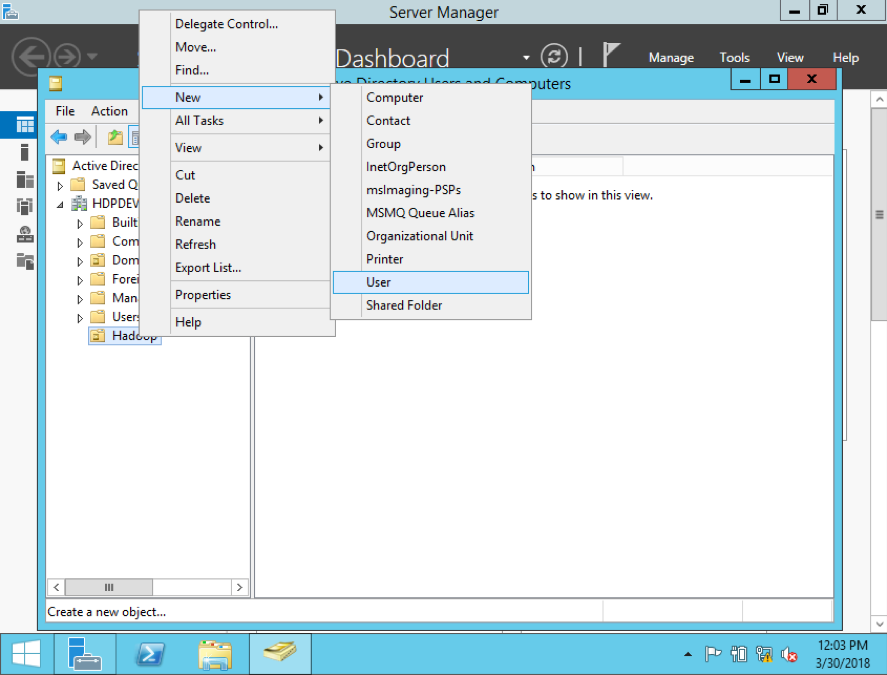 Server Manager
Dashboard
Manage Tools View Help
ve Directory Users and Computers
File Action
Delegate Control...
Move...
Find...
New
All Tasks
View
Cut
Delete
Rename
Refresh
Export List...
Properties
Help
Computer
Contact
Group
InetOrgPerson
msImaging-PSPs
MSMQ Queue Alias
Organizational Unit
Printer
User
Shared Folder
Active Direc
Saved Q
HDPDEV
Built
Com
Dom
Forei
Man
Users
Hadoop
s to show in this view.
Create a new object...
12:03 PM
3/30/2018